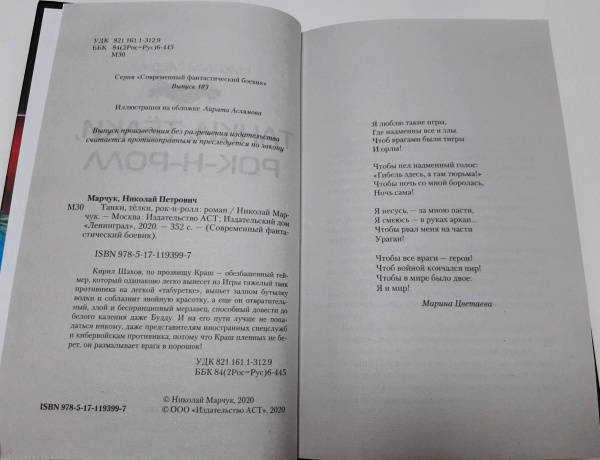 УДК 821.161.1-312.9
ББК 84(2Рос=Рус)6-445
М30
Серия «Современный фантастический боевик»
Выпуск 183
Иллюстрация на обложке Айрата Аслямова
Выпуск произведения без разрешения издательства
считается противоправным и преследуется по закону
Марчук, Николай Петрович
М30 Танки, тёлки, рок-н-ролл : роман / Николай Мар-
чук. — Москва : Издательство АСТ ; Издательский дом
«Ленинград», 2020. — 352 с. — (Современный фанта-
стический боевик).
ISBN 978-5-17-119399-7
Кирил Шахов, по прозвищу Краш — обезбашенный гей-
мер, который одинаково легко вынесет из Игры тяжелый танк
противника на легкой «табуретке», выпьет залпом бутылку
водки и соблазнит знойную красотку, а еще он отвратитель-
ный, злой и беспринципный мерзавец, способный довести до
белого каления даже Будду. И на его пути лучше не попа-
даться никому, даже представителям иностранных спецслужб
и кибервойскам противника, потому что Краш пленных не бе-
рет, он размалывает врага в порошок!
УДК 821.161.1-312.9
ББК 84(2Рос=Рус)6-445
© Николай Марчук, 2020
ISBN 978-5-17-119399-7
© ООО «Издательство АСТ», 2020
Я люблю такие игры,
Где надменны все и злы.
Чтоб врагами были тигры
И орлы!
Чтобы пел надменный голос:
«Гибель здесь, а там тюрьма!»
Чтобы ночь со мной боролась,
Ночь сама!
Я несусь, — за мною пасти,
Я смеюсь — в руках аркан...
Чтобы рвал меня на части
Ураган!
Чтобы все враги — герои!
Чтоб войной кончался пир!
Чтобы в мире было двое:
Я и мир!
Марина Цветаева